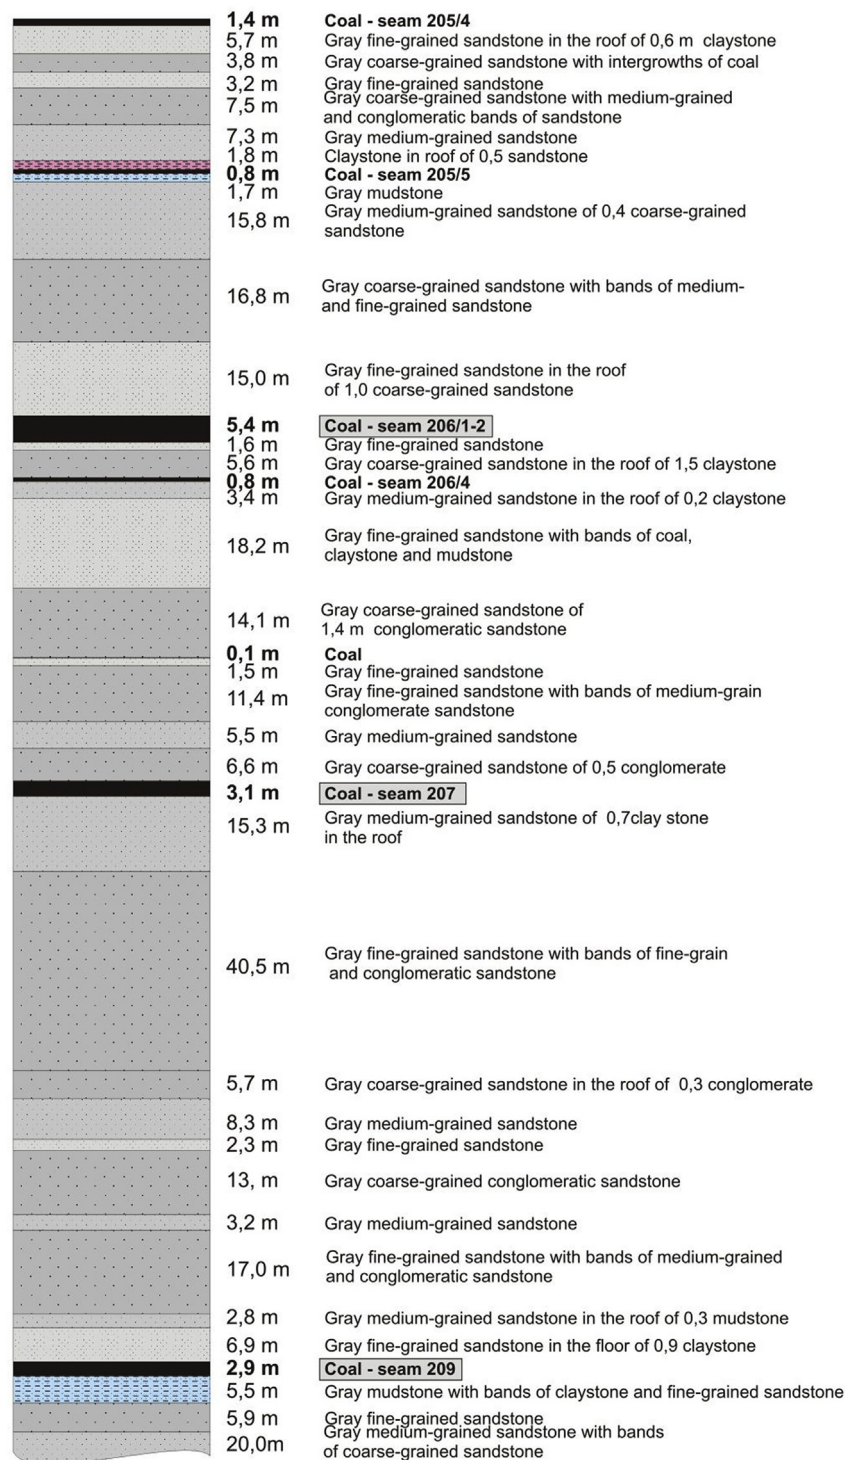 1,4 m Coal - seam 205/4
5,7 m Gray fine-grained sandstone in the roof of 0,6 m claystone
3,8 m Gray coarse-grained sandstone with intergrowths of coal
3,2 m Gray fine-grained sandstone
7,5 m Gray coarse-grained sandstone with medium-grained
and conglomeratic bands of sandstone
7,3 m Gray medium-grained sandstone
1,8 m Claystone in roof of 0,5 sandstone
0,8 m Coal - seam 205/5
1,7 m Gray mudstone
15,8 m Gray medium-grained sandstone of 0,4 coarse-grained
sandstone
16,8 m Gray coarse-grained sandstone with bands of medium-
and fine-grained sandstone
15,0 m Gray fine-grained sandstone in the roof
of 1,0 coarse-grained sandstone
5,4 m Coal - seam 206/1-2
1,6 m Gray fine-grained sandstone
5,6 m Gray coarse-grained sandstone in the roof of 1,5 claystone
0,8 m Coal - seam 206/4
3,4 m Gray medium-grained sandstone in the roof of 0,2 claystone
18,2 m Gray fine-grained sandstone with bands of coal,
claystone and mudstone
14,1 m Gray coarse-grained sandstone of
1,4 m conglomeratic sandstone
0,1 m Coal
1,5 m Gray fine-grained sandstone
11,4 m Gray fine-grained sandstone with bands of medium-grain
conglomerate sandstone
5,5 m Gray medium-grained sandstone
6,6 m Gray coarse-grained sandstone of 0,5 conglomerate
3,1 m Coal - seam 207
15,3 m Gray medium-grained sandstone of 0,7clay stone
in the roof
40,5 m Gray fine-grained sandstone with bands of fine-grain
and conglomeratic sandstone
5,7 m Gray coarse-grained sandstone in the roof of 0,3 conglomerate
8,3 m Gray medium-grained sandstone
2,3 m Gray fine-grained sandstone
13, m Gray coarse-grained conglomeratic sandstone
3,2 m Gray medium-grained sandstone
17,0 m Gray fine-grained sandstone with bands of medium-grained
and conglomeratic sandstone
2,8 m Gray medium-grained sandstone in the roof of 0,3 mudstone
6,9 m Gray fine-grained sandstone in the floor of 0,9 claystone
2,9 m Coal - seam 209
5,5 m Gray mudstone with bands of claystone and fine-grained sandstone
5,9 m Gray fine-grained sandstone
20,0m Gray medium-grained sandstone with bands
of coarse-grained sandstone